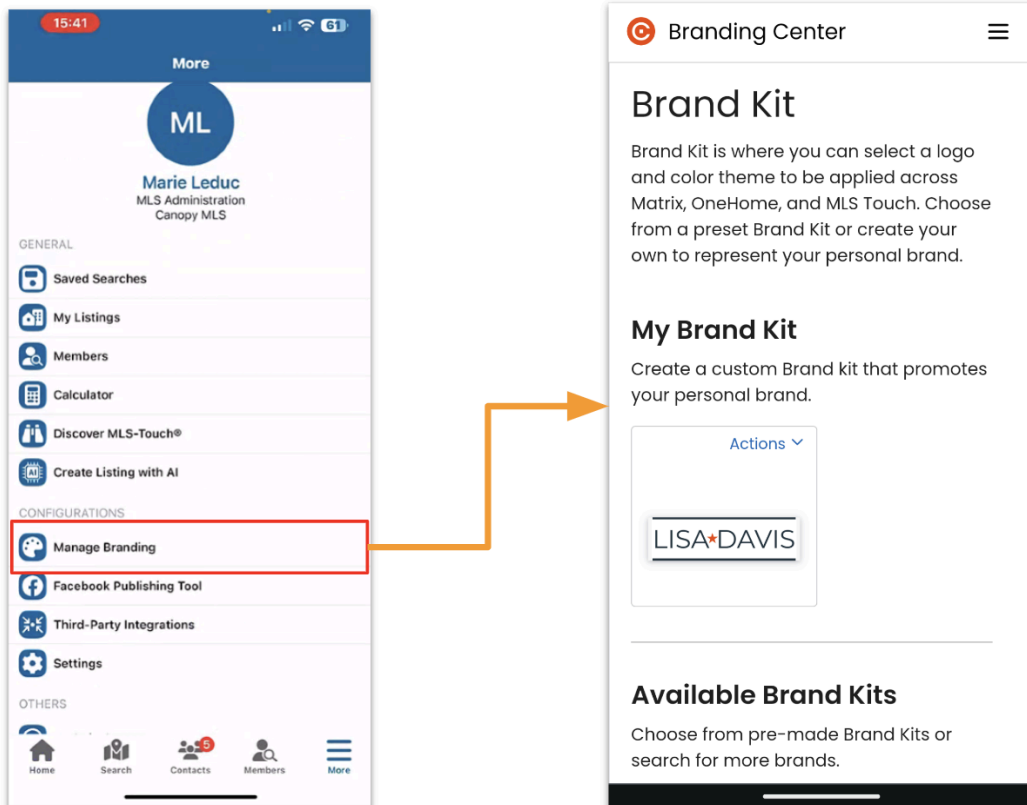 15:41
61
More
ML
Marie Leduc
MLS Administration
Canopy MLS
GENERAL
Saved Searches
My Listings
Members
Calculator
Discover MLS-Touch®
AI
Create Listing with AI
CONFIGURATIONS
Manage Branding
Facebook Publishing Tool
Third-Party Integrations
Settings
OTHERS
5
Home
Search
Contacts
Members
More
Branding Center
Brand Kit
Brand Kit is where you can select a logo
and color theme to be applied across
Matrix, OneHome, and MLS Touch. Choose
from a preset Brand Kit or create your
own to represent your personal brand.
My Brand Kit
Create a custom Brand kit that promotes
your personal brand.
Actions
LISA★DAVIS
Available Brand Kits
Choose from pre-made Brand Kits or
search for more brands.